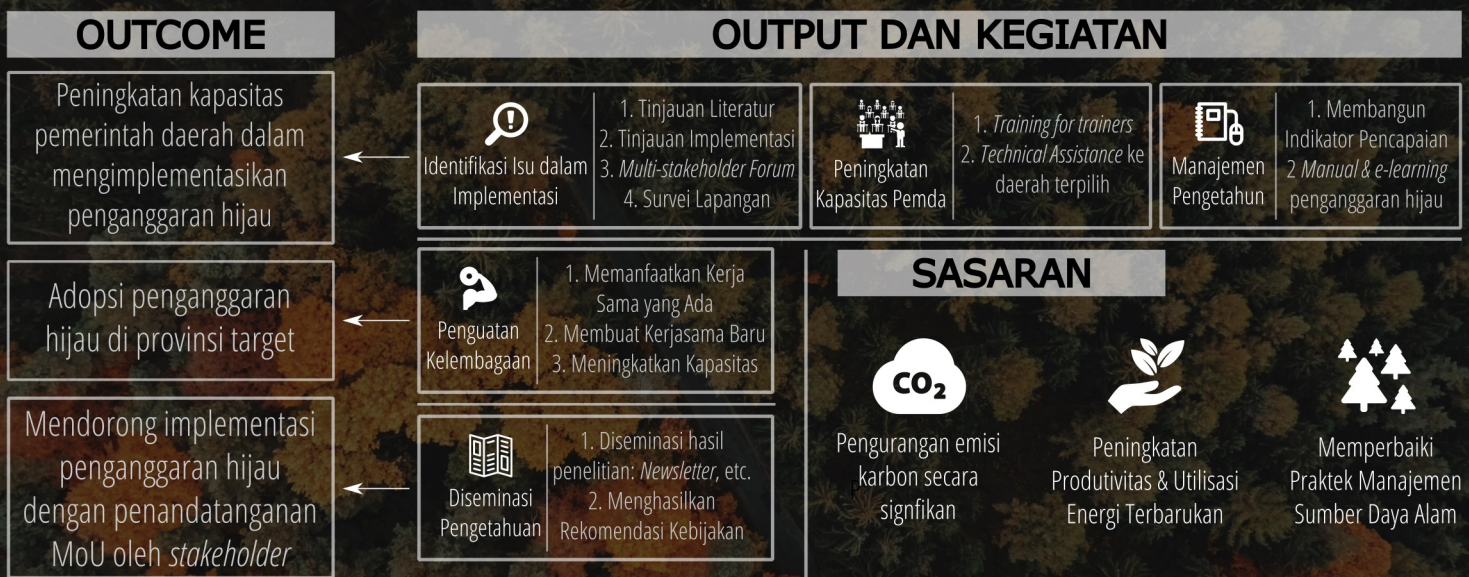 OUTCOME
Peningkatan kapasitas
pemerintah daerah dalam
mengimplementasikan
penganggaran hijau
Adopsi penganggaran
hijau di provinsi target
Mendorong implementasi
penganggaran hijau
dengan penandatanganan
MoU oleh stakeholder
OUTPUT DAN KEGIATAN
Identifikasi Isu dalam
Implementasi
1. Tinjauan Literatur
2. Tinjauan Implementasi
3. Multi-stakeholder Forum
4. Survei Lapangan
Peningkatan
Kapasitas Pemda
1. Training for trainers
2. Technical Assistance ke
daerah terpilih
Manajemen
Pengetahun
1. Membangun
Indikator Pencapaian
2 Manual & e-learning
penganggaran hijau
Penguatan
Kelembagaan
1. Memanfaatkan Kerja
Sama yang Ada
2. Membuat Kerjasama Baru
3. Meningkatkan Kapasitas
Diseminasi
Pengetahuan
1. Diseminasi hasil
penelitian: Newsletter, etc.
2. Menghasilkan
Rekomendasi Kebijakan
SASARAN
CO₂
Pengurangan emisi
karbon secara
signfikan
Peningkatan
Produtivitas & Utilisasi
Energi Terbarukan
Memperbaiki
Praktek Manajemen
Sumber Daya Alam